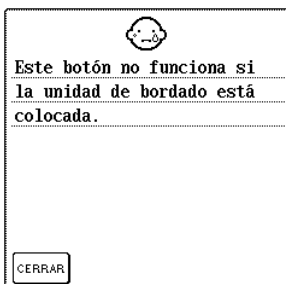 Este botón no funciona si
la unidad de bordado está
colocada.
CERRAR